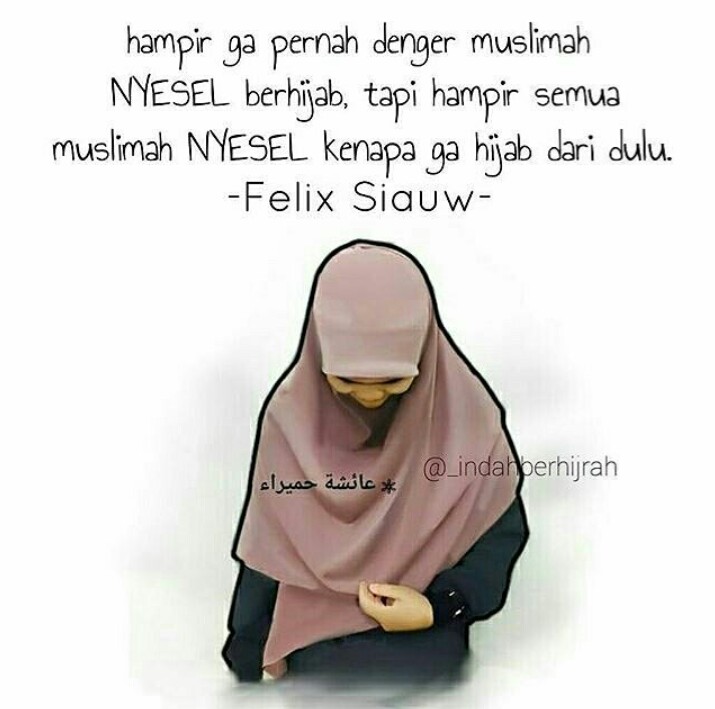 hampir ga pernah denger muslimah
NYESEL berhijab, tapi hampir semua
muslimah NYESEL kenapa ga hijab dari dulu.
-Felix Siauw-
@_indahberhijrah
عائشة حميراء